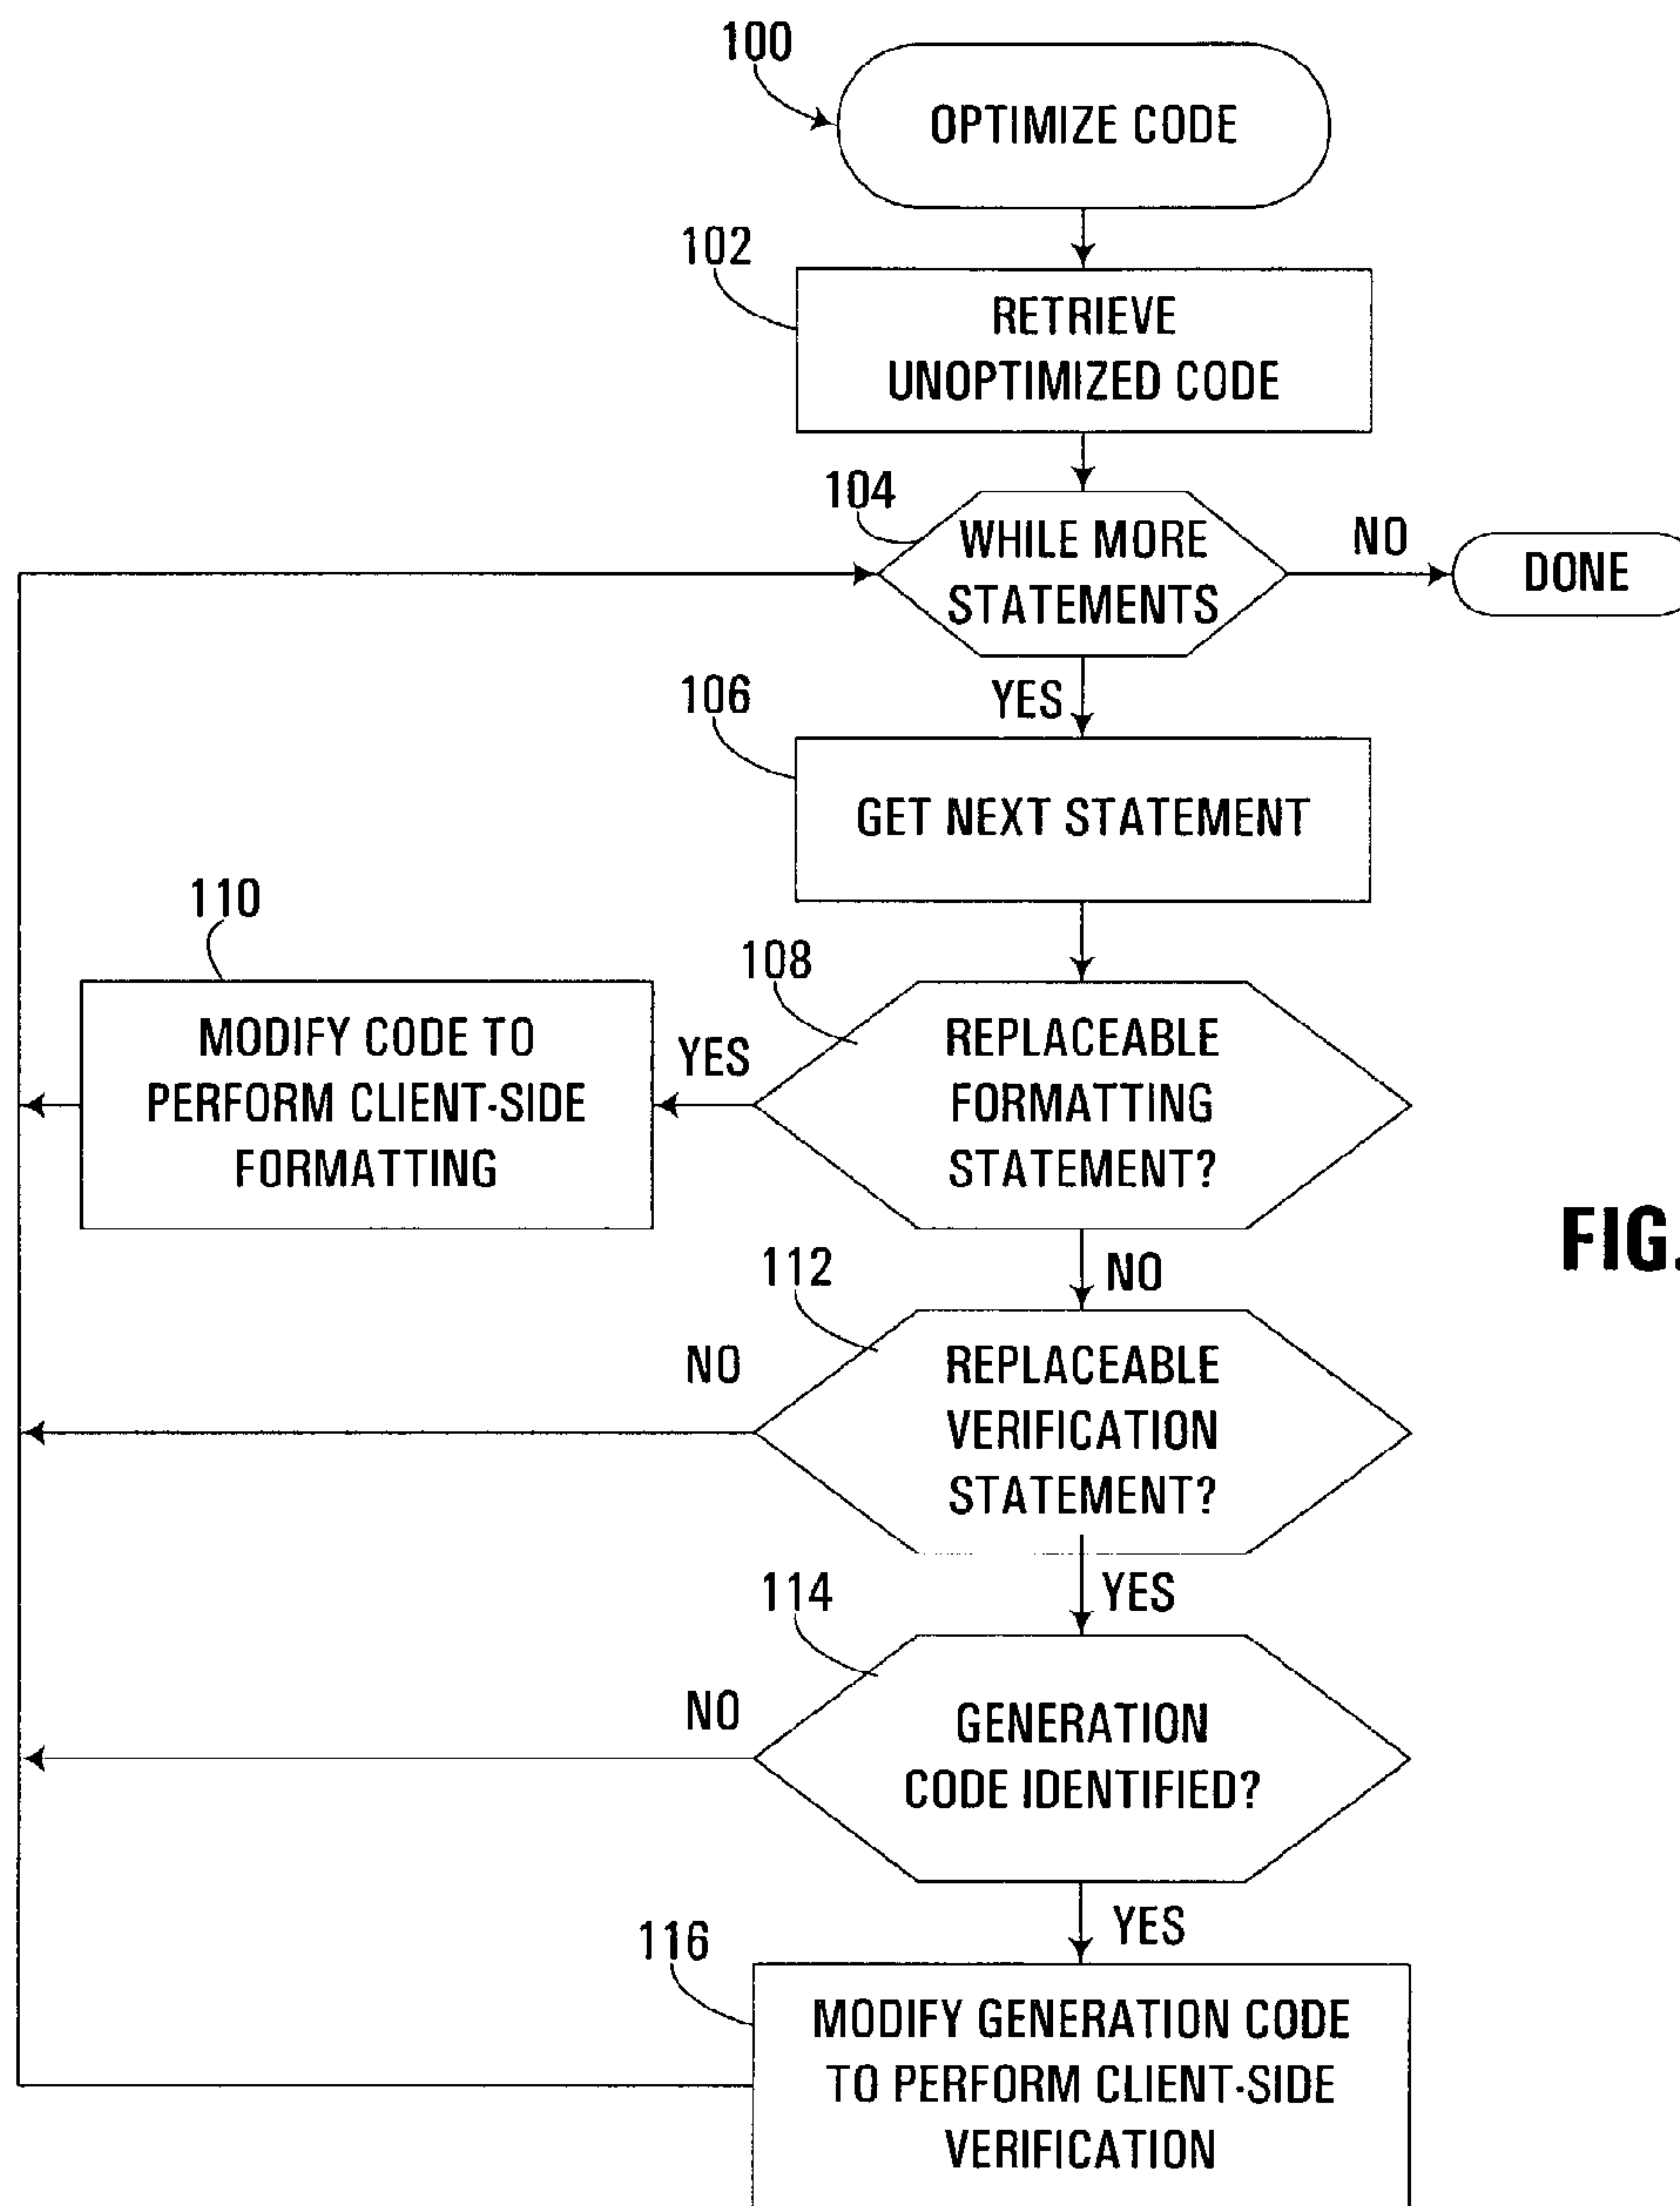 100
OPTIMIZE CODE
102
RETRIEVE
UNOPTIMIZED CODE
104
WHILE MORE
STATEMENTS
NO
DONE
YES
106
GET NEXT STATEMENT
110
MODIFY CODE TO
PERFORM CLIENT-SIDE
FORMATTING
YES
108
REPLACEABLE
FORMATTING
STATEMENT?
FIG.
NO
112
REPLACEABLE
VERIFICATION
STATEMENT?
NO
YES
114
GENERATION
CODE IDENTIFIED?
NO
YES
116
MODIFY GENERATION CODE
TO PERFORM CLIENT-SIDE
VERIFICATION